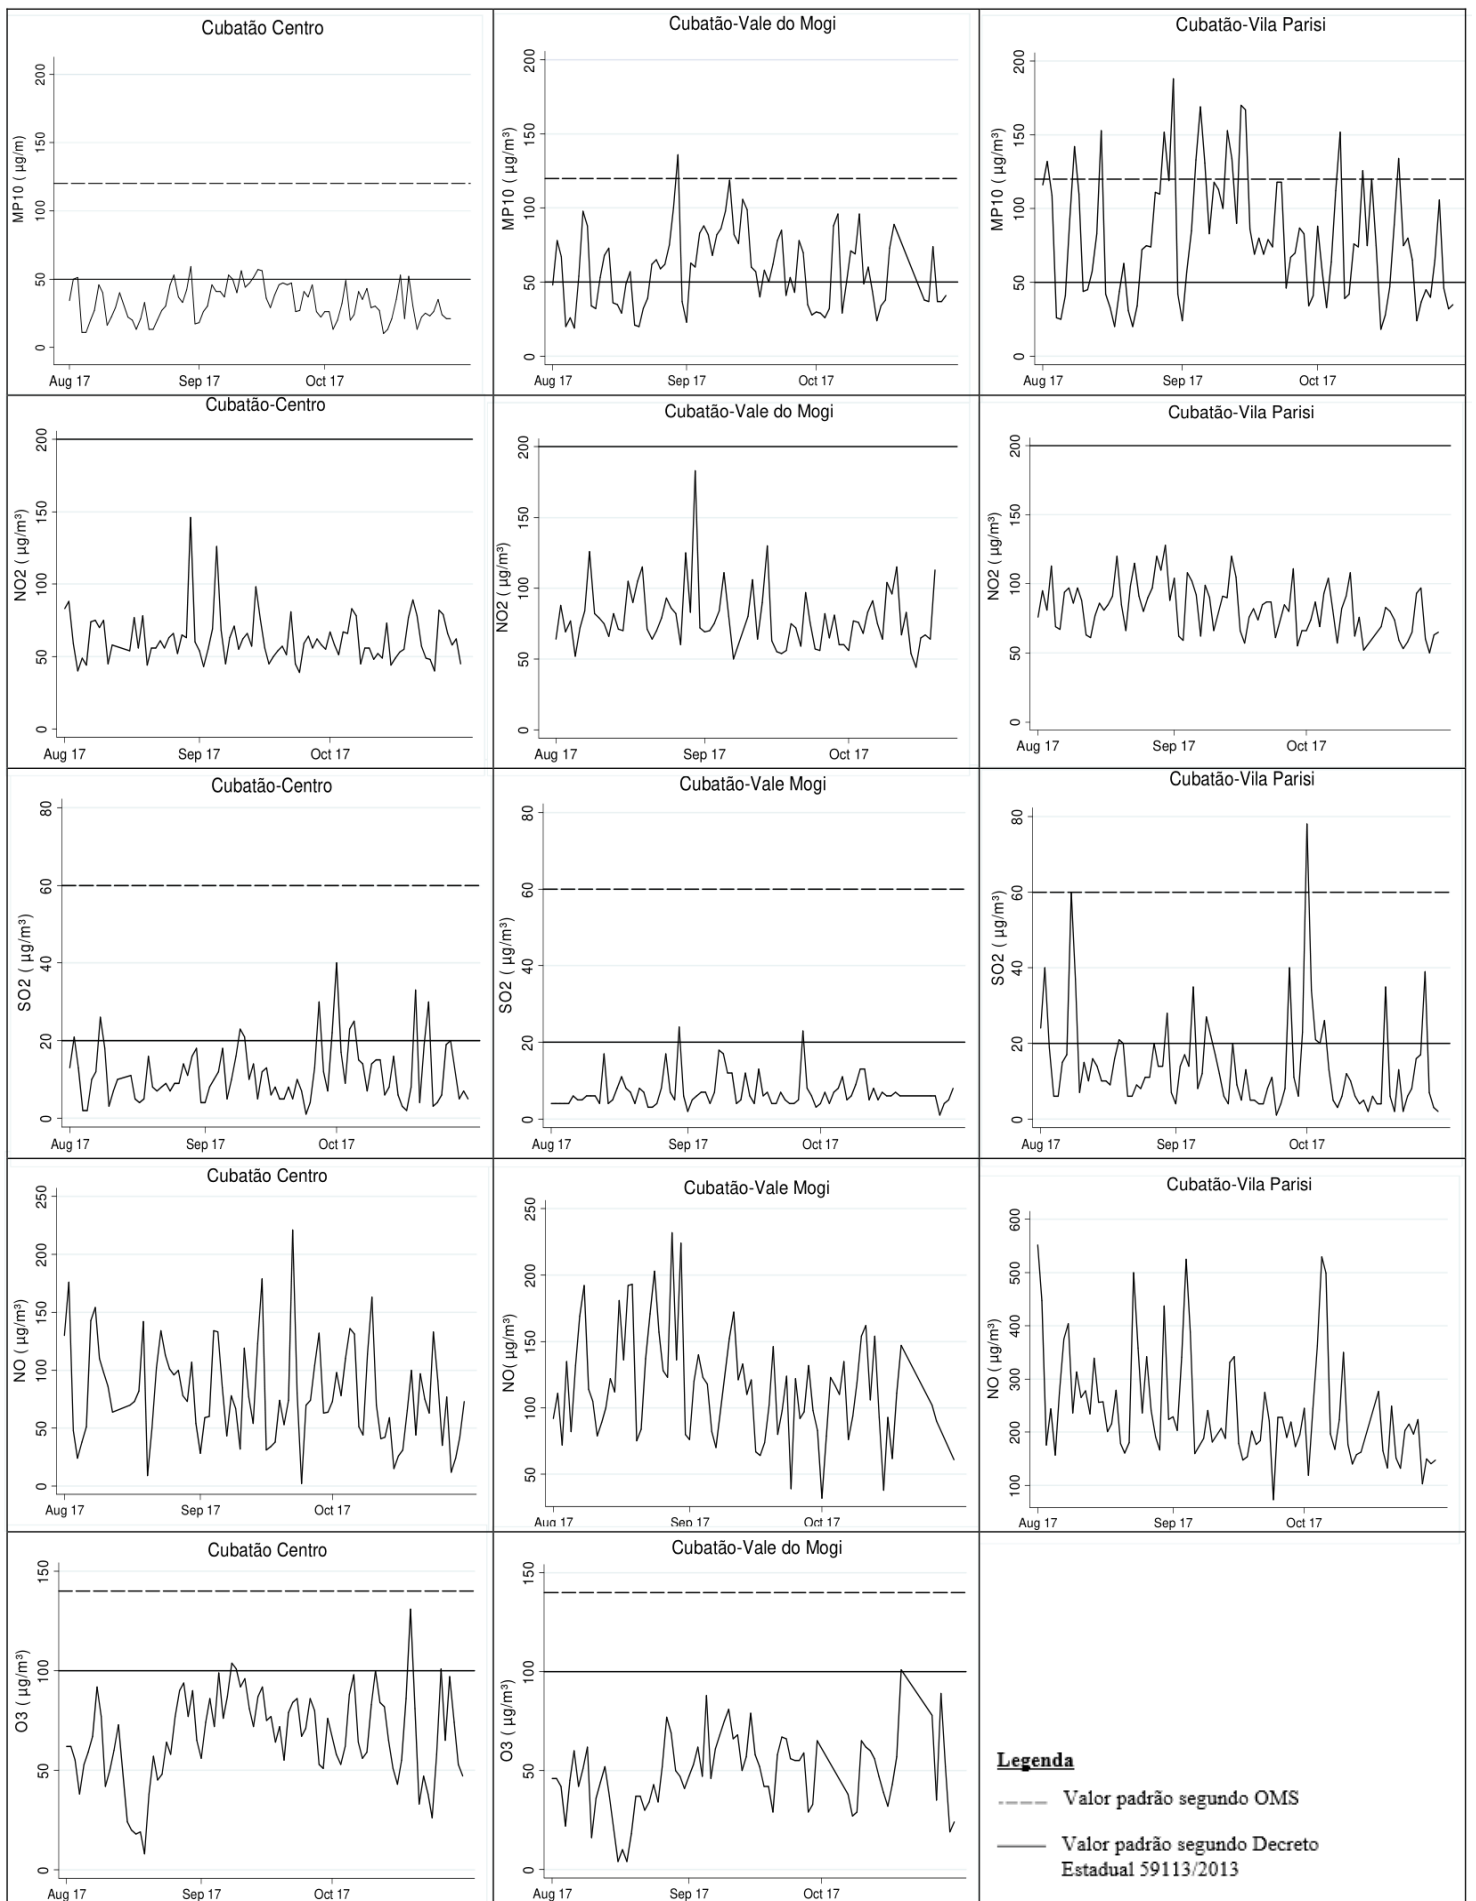 Cubatão Centro
MP10 ( µg/m)
200
150
100
50
0
Aug 17
Sep 17
Oct 17
Cubatão-Vale do Mogi
MP10 ( µg/m³)
200
150
100
50
0
Aug 17
Sep 17
Oct 17
Cubatão-Vila Parisi
MP10 ( µg/m³)
200
150
100
50
0
Aug 17
Sep 17
Oct 17
Cubatão-Centro
NO2 ( µg/m³)
200
150
100
50
0
Aug 17
Sep 17
Oct 17
Cubatão-Vale do Mogi
NO2 ( µg/m³)
200
150
100
50
0
Aug 17
Sep 17
Oct 17
Cubatão-Vila Parisi
NO2 ( µg/m³)
200
150
100
50
0
Aug 17
Sep 17
Oct 17
Cubatão-Centro
SO2 ( µg/m³)
80
60
40
20
0
Aug 17
Sep 17
Oct 17
Cubatão-Vale Mogi
SO2 ( µg/m³)
80
60
40
20
0
Aug 17
Sep 17
Oct 17
Cubatão-Vila Parisi
SO2 ( µg/m³)
80
60
40
20
0
Aug 17
Sep 17
Oct 17
Cubatão Centro
NO ( µg/m³)
250
200
150
100
50
0
Aug 17
Sep 17
Oct 17
Cubatão-Vale Mogi
NO( µg/m³)
250
200
150
100
50
Aug 17
Sep 17
Oct 17
Cubatão-Vila Parisi
NO ( µg/m³)
600
500
400
300
200
100
Aug 17
Sep 17
Oct 17
Cubatão Centro
O3 ( µg/m³)
150
100
50
0
Aug 17
Sep 17
Oct 17
Cubatão-Vale do Mogi
O3 ( µg/m³)
150
100
50
0
Aug 17
Sep 17
Oct 17
Legenda
Valor padrão segundo OMS
Valor padrão segundo Decreto
Estadual 59113/2013